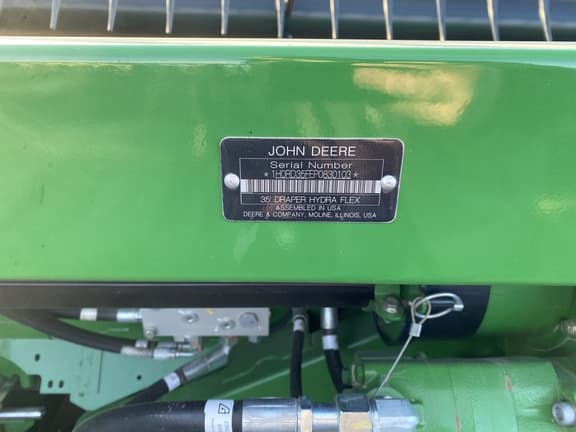 JOHN DEERE
Serial Number
*1H0RD35FEP0830103*
35' DRAPER HYDRA FLEX
ASSEMBLED IN USA
DEERE & COMPANY, MOLINE, ILLINOIS, USA